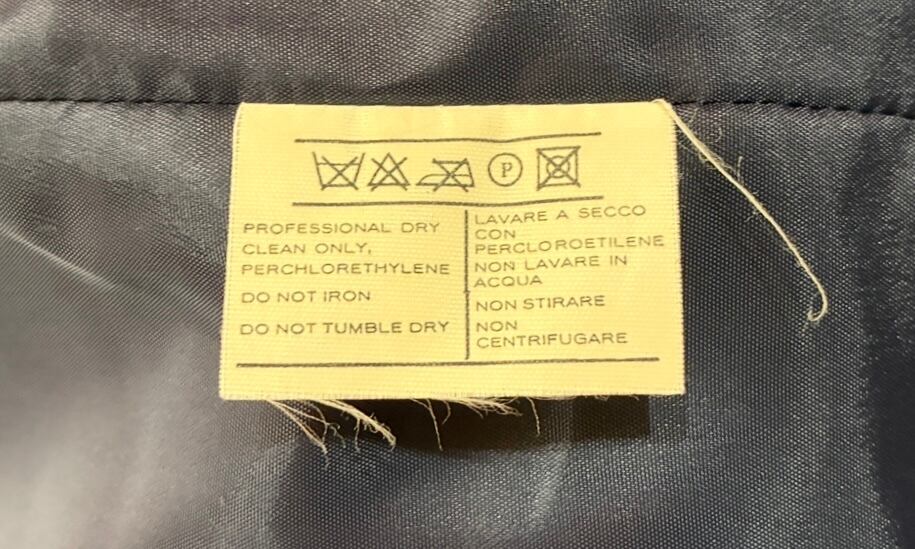 P
PROFESSIONAL DRY
CLEAN ONLY,
PERCHLORETHYLENE
DO NOT IRON
DO NOT TUMBLE DRY
LAVARE A SECCO
CON
PERCLOROETILENE
NON LAVARE IN
ACQUA
NON STIRARE
NON
CENTRIFUGARE